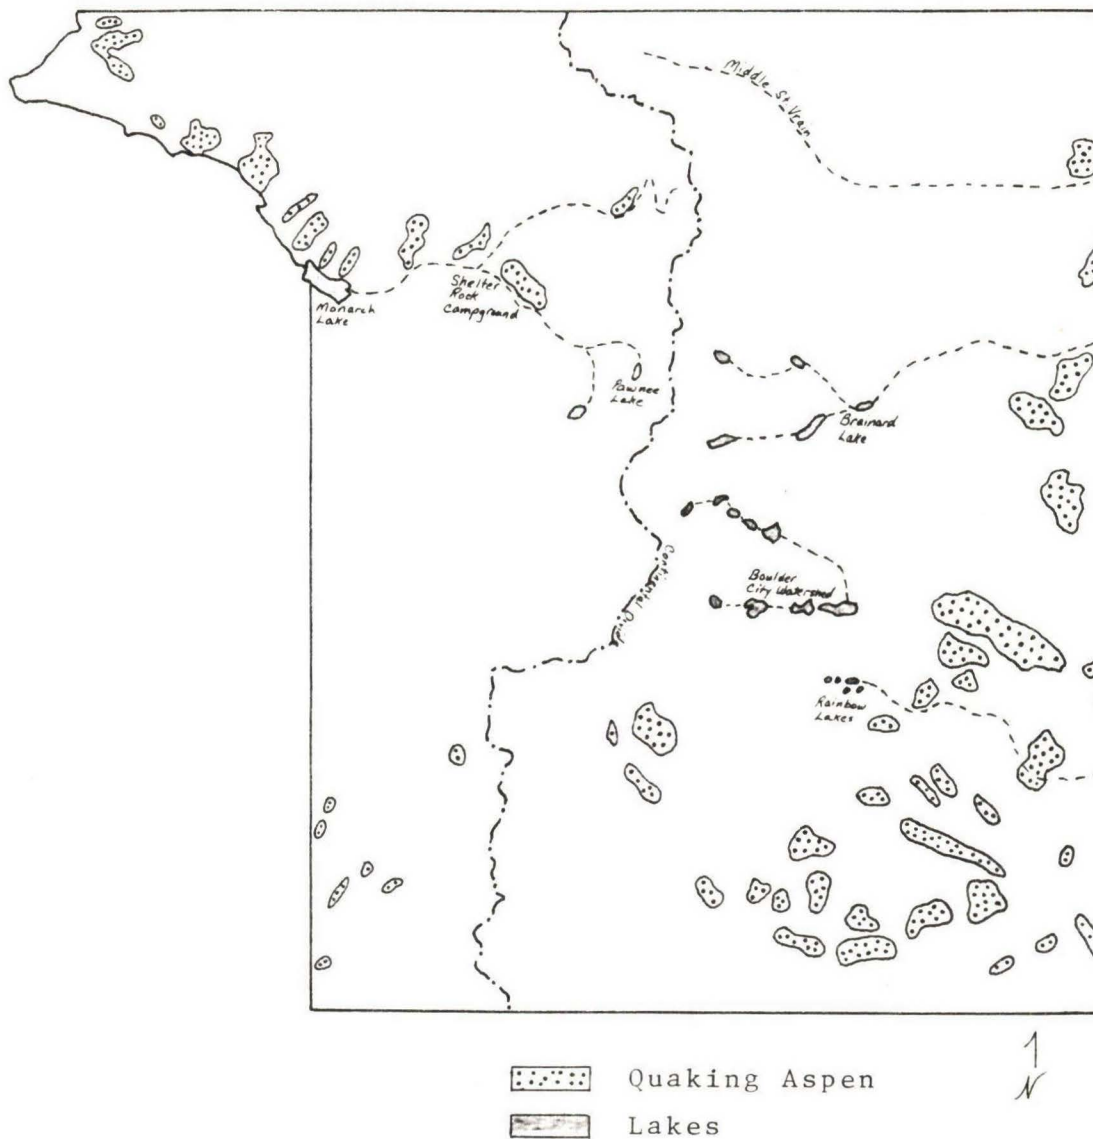 Middle St. Vrain
Shelter
Rock
Campground
Monarch
Lake
Pawnee
Lake
Brainard
Lake
Continental Divide
Boulder
City Watershed
Rainbow
Lakes
N
Quaking Aspen
Lakes